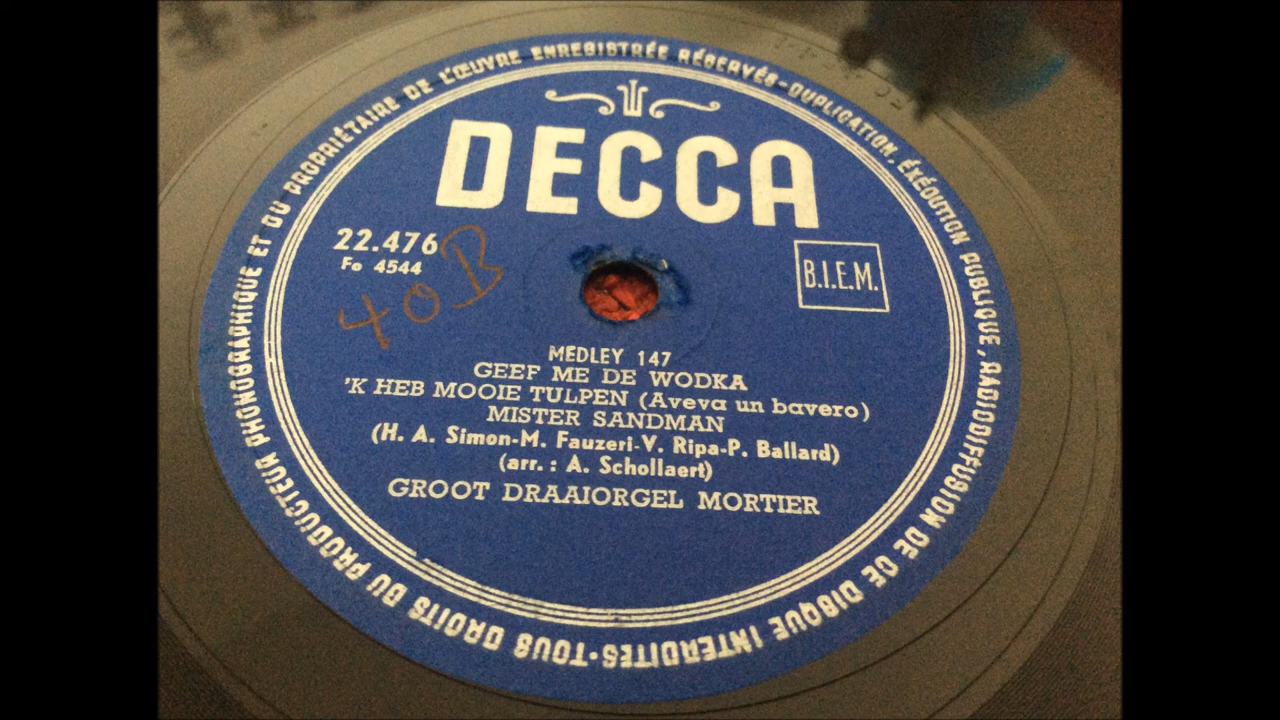 TOUS DROITS DU PRODUCTEUR PHONOGRAPHIQUE ET DU PROPRIÉTAIRE DE L'ŒUVRE ENREGISTRÉE RÉSERVÉS-DUPLICATION, ÉXÉCUTION PUBLIQUE, RADIODIFFUSION DE CE DISQUE INTERDITES-
DECCA
22.476
Fo 4544
40B
B.I.E.M.
MEDLEY 147
GEEF ME DE WODKA
'K HEB MOOIE TULPEN (Aveva un bavero)
MISTER SANDMAN
(H. A. Simon-M. Fauzeri-V. Ripa-P. Ballard)
(arr. : A. Schollaert)
GROOT DRAAIORGEL MORTIER